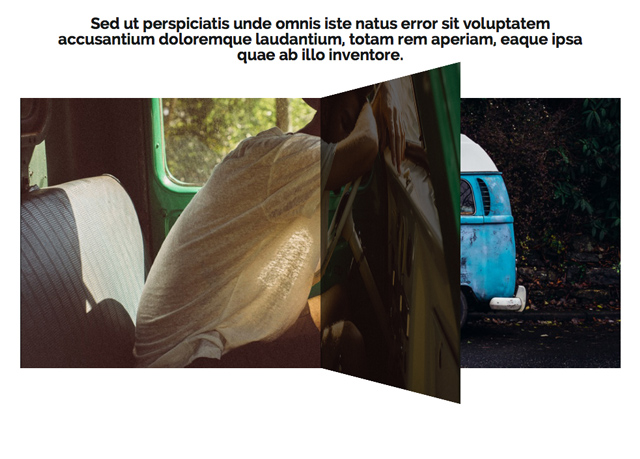 Sed ut perspiciatis unde omnis iste natus error sit voluptatem
accusantium doloremque laudantium, totam rem aperiam, eaque ipsa
quae ab illo inventore.